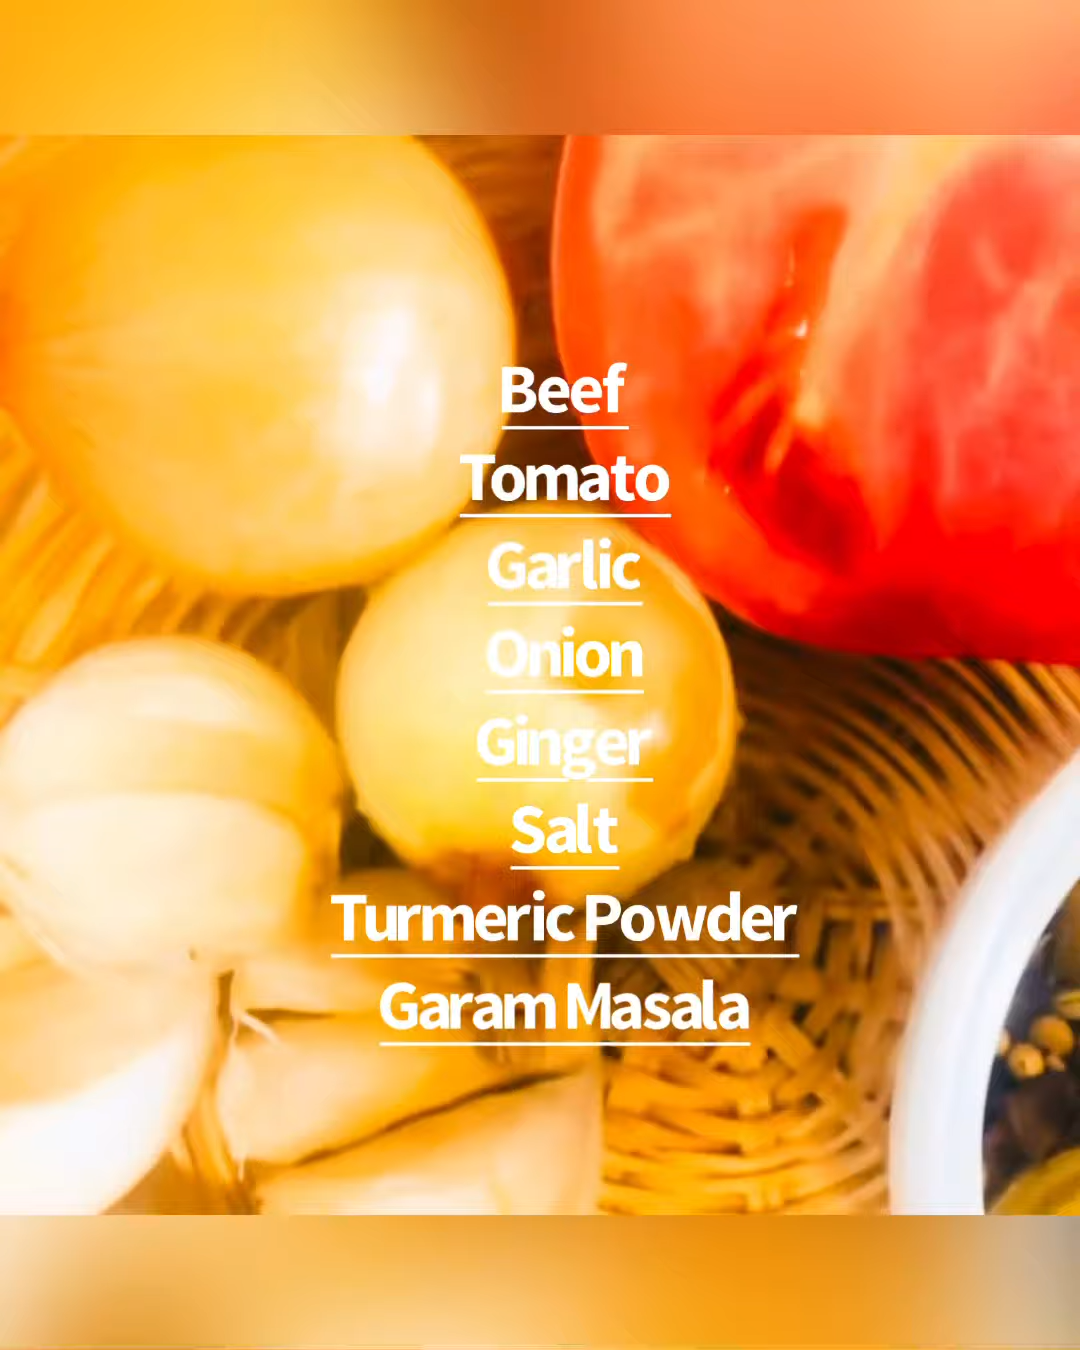 Beef
Tomato
Garlic
Onion
Ginger
Salt
Turmeric Powder
Garam Masala